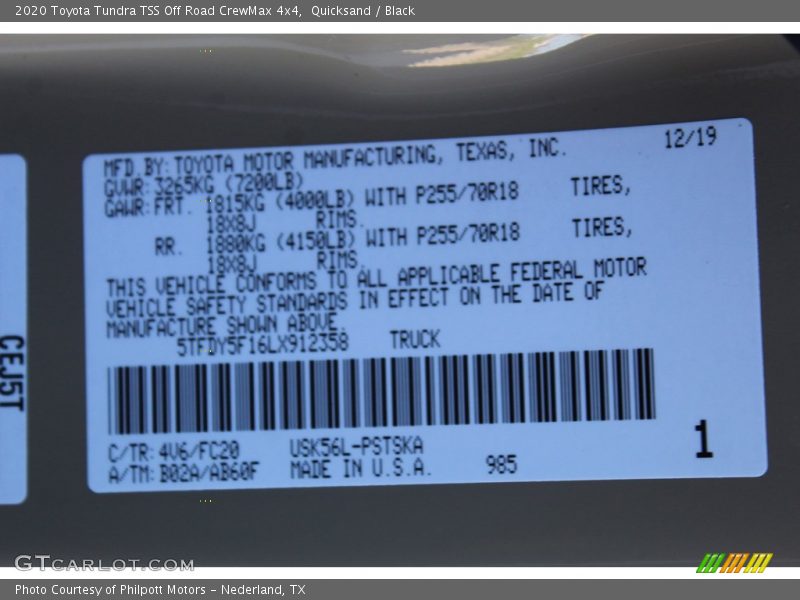 2020 Toyota Tundra TSS Off Road CrewMax 4x4,  Quicksand / Black
12/19
MFD.BY:TOYOTA MOTOR MANUFACTURING, TEXAS, INC.
GVWR:3265KG (7200LB)
GAWR:FRT. 1815KG (4000LB) WITH P255/70R18 TIRES,
18X8J RIMS.
RR. 1880KG (4150LB) WITH P255/70R18 TIRES,
18X8J RIMS.
THIS VEHICLE CONFORMS TO ALL APPLICABLE FEDERAL MOTOR
VEHICLE SAFETY STANDARDS IN EFFECT ON THE DATE OF
MANUFACTURE SHOWN ABOVE.
5TFDY5F16LX912358 TRUCK
C/TR:4V6/FC20 USK56L-PSTSKA
A/TM:B02A/AB60F MADE IN U.S.A. 985
1
CEJ5T
GTCARLOT.COM
Photo Courtesy of Philpott Motors – Nederland, TX